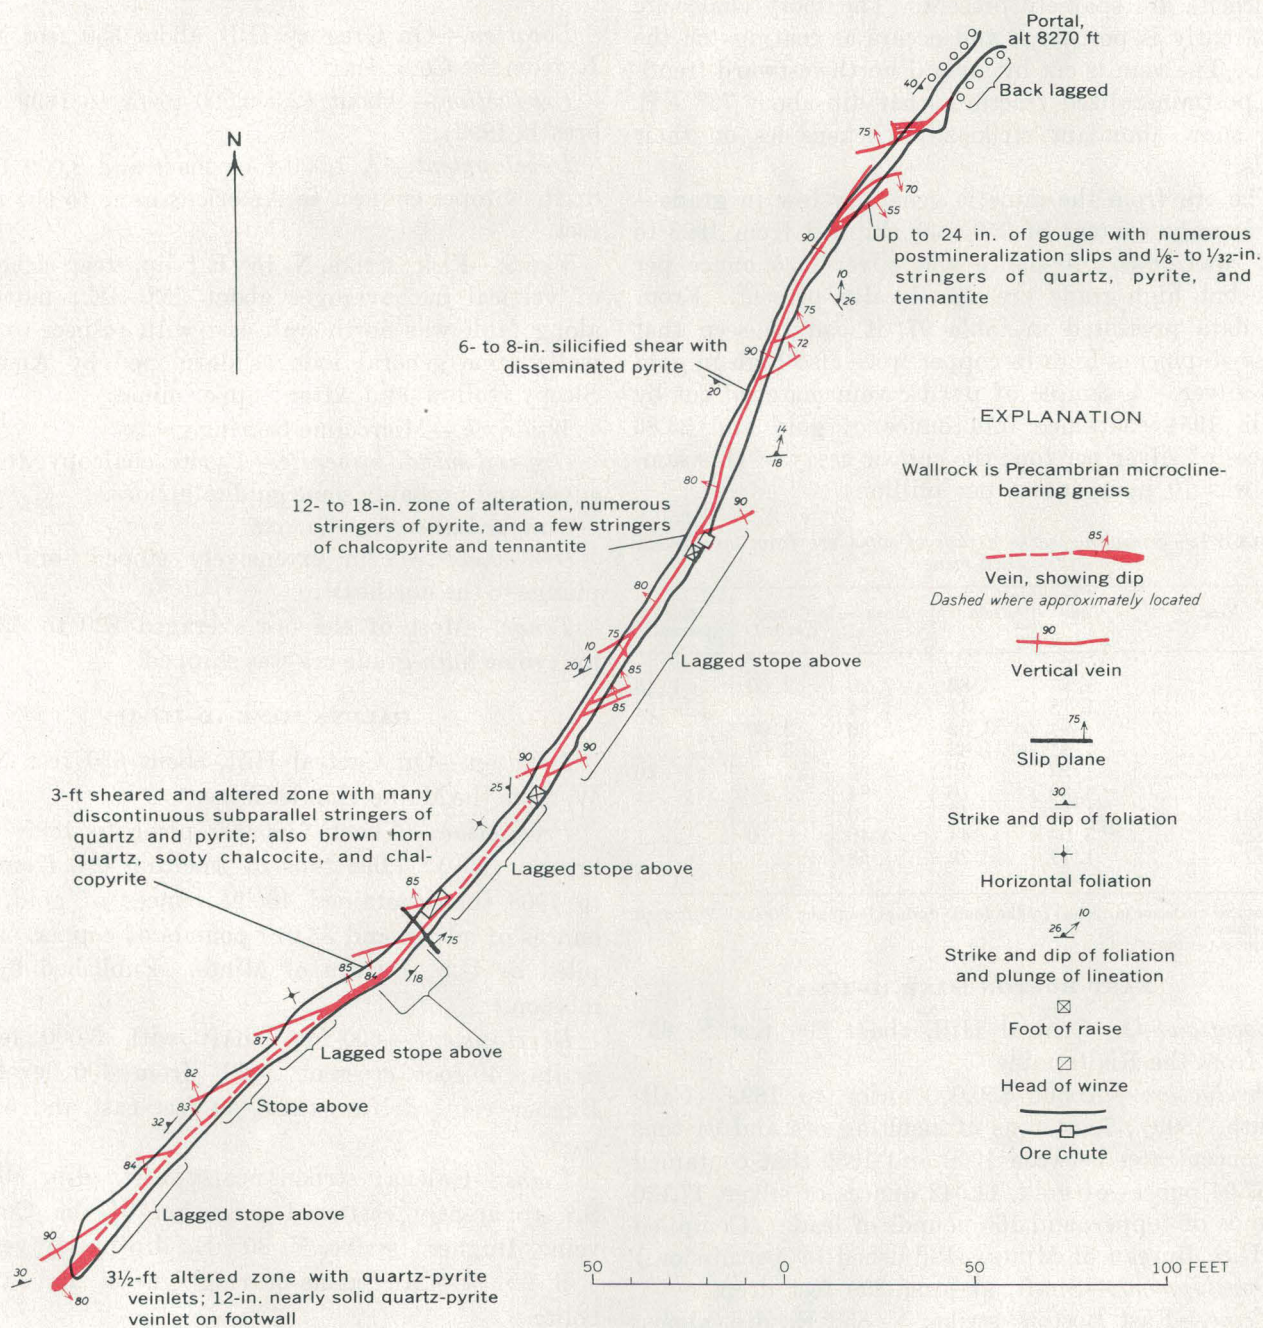 Portal,
alt 8270 ft
Back lagged
40
75
N
70
55
90
Up to 24 in. of gouge with numerous
postmineralization slips and ⅛- to 1/32-in.
stringers of quartz, pyrite, and
tennantite
10
26
75
6- to 8-in. silicified shear with
disseminated pyrite
90
72
20
EXPLANATION
14
18
Wallrock is Precambrian microcline-
bearing gneiss
80
90
12- to 18-in. zone of alteration, numerous
stringers of pyrite, and a few stringers
of chalcopyrite and tennantite
85
Vein, showing dip
Dashed where approximately located
80
90
Vertical vein
75
10
20
Lagged stope above
85
85
75
Slip plane
90
90
25
3-ft sheared and altered zone with many
discontinuous subparallel stringers of
quartz and pyrite; also brown horn
quartz, sooty chalcocite, and chal-
copyrite
30
Strike and dip of foliation
Lagged stope above
Horizontal foliation
85
75
10
26
Strike and dip of foliation
and plunge of lineation
85
84
18
Foot of raise
87
Lagged stope above
Head of winze
82
83
Stope above
32
Ore chute
84
Lagged stope above
90
30
80
3½-ft altered zone with quartz-pyrite
veinlets; 12-in. nearly solid quartz-pyrite
veinlet on footwall
50
0
50
100 FEET